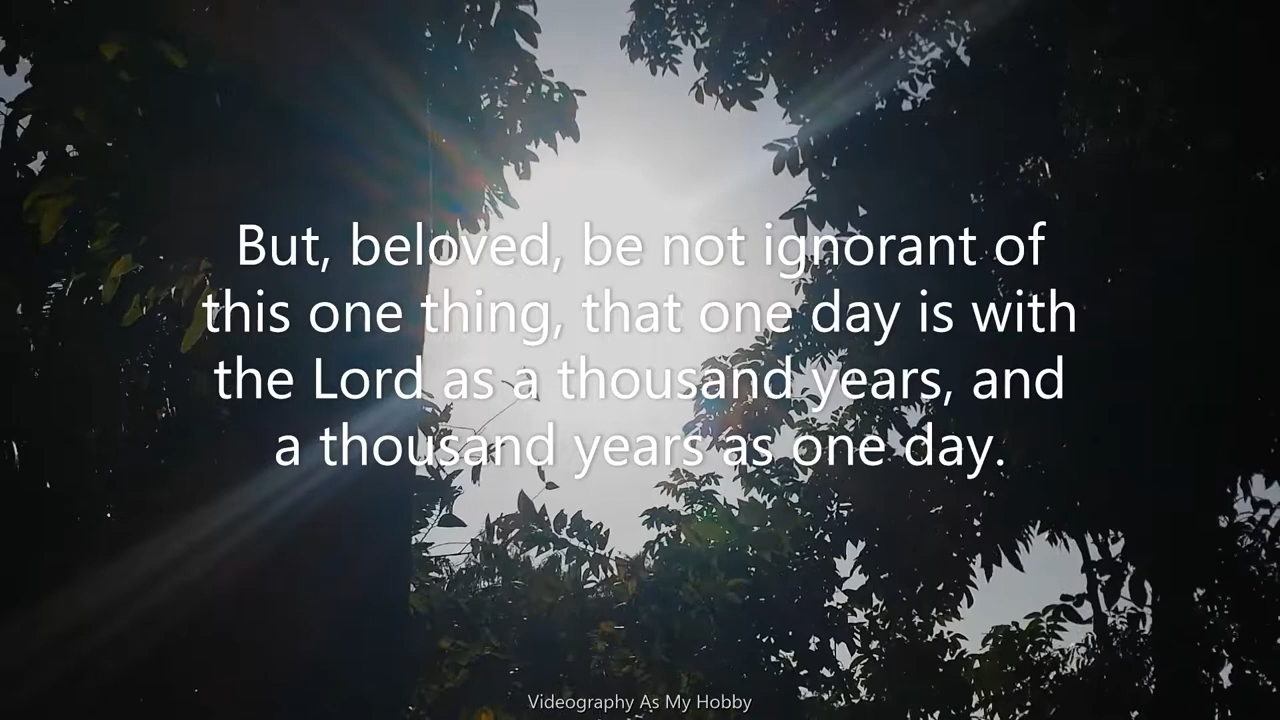 But, beloved, be not ignorant of
this one thing, that one day is with
the Lord as a thousand years, and
a thousand years as one day.
Videography As My Hobby